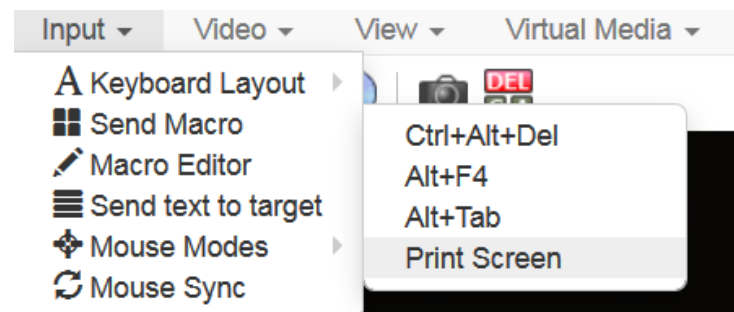 Input Video View Virtual Media
A Keyboard Layout
DEL
Send Macro
Ctrl+Alt+Del
Macro Editor
Alt+F4
Send text to target
Alt+Tab
Mouse Modes
Print Screen
Mouse Sync